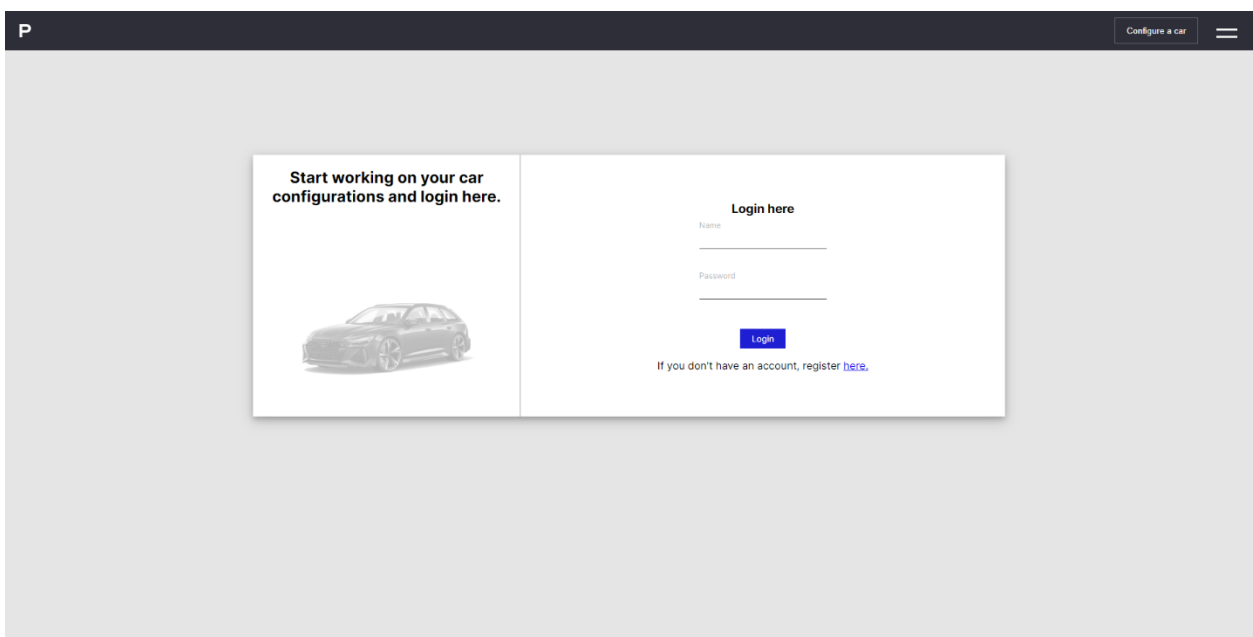 P
Configure a car
Start working on your car
configurations and login here.
Login here
Name
Password
Login
If you don't have an account, register here.